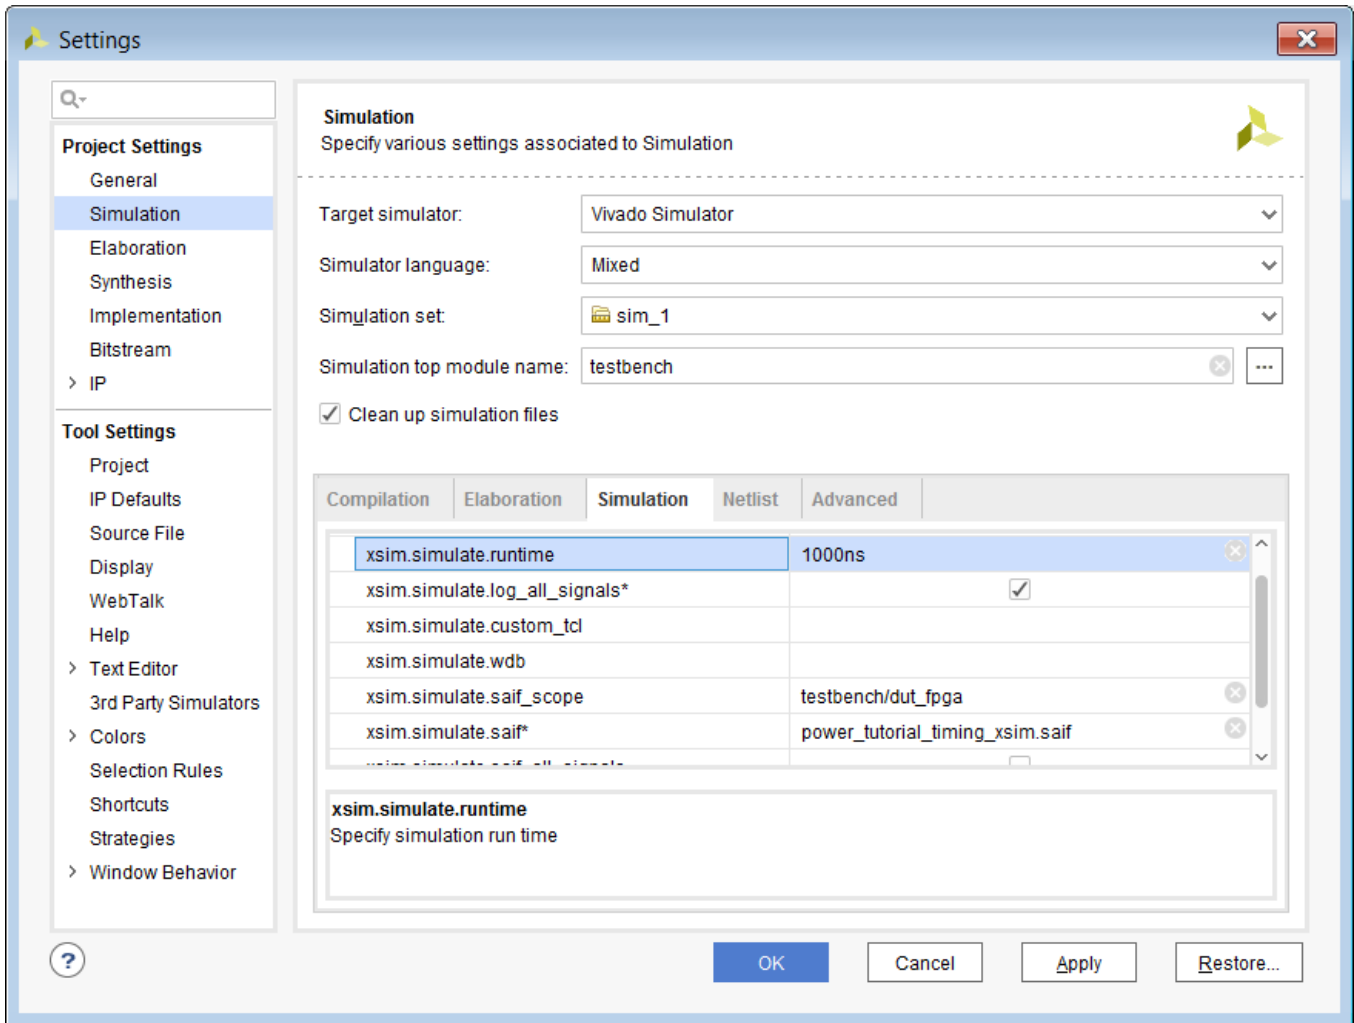 Settings
Project Settings
General
Simulation
Elaboration
Synthesis
Implementation
Bitstream
IP
Tool Settings
Project
IP Defaults
Source File
Display
WebTalk
Help
Text Editor
3rd Party Simulators
Colors
Selection Rules
Shortcuts
Strategies
Window Behavior
Simulation
Specify various settings associated to Simulation
Target simulator: Vivado Simulator
Simulator language: Mixed
Simulation set: sim_1
Simulation top module name: testbench ...
Clean up simulation files
Compilation Elaboration Simulation Netlist Advanced
xsim.simulate.runtime 1000ns
xsim.simulate.log_all_signals*
xsim.simulate.custom_tcl
xsim.simulate.wdb
xsim.simulate.saif_scope testbench/dut_fpga
xsim.simulate.saif* power_tutorial_timing_xsim.saif
xsim.simulate.saif_all_signals
xsim.simulate.runtime
Specify simulation run time
? OK Cancel Apply Restore...